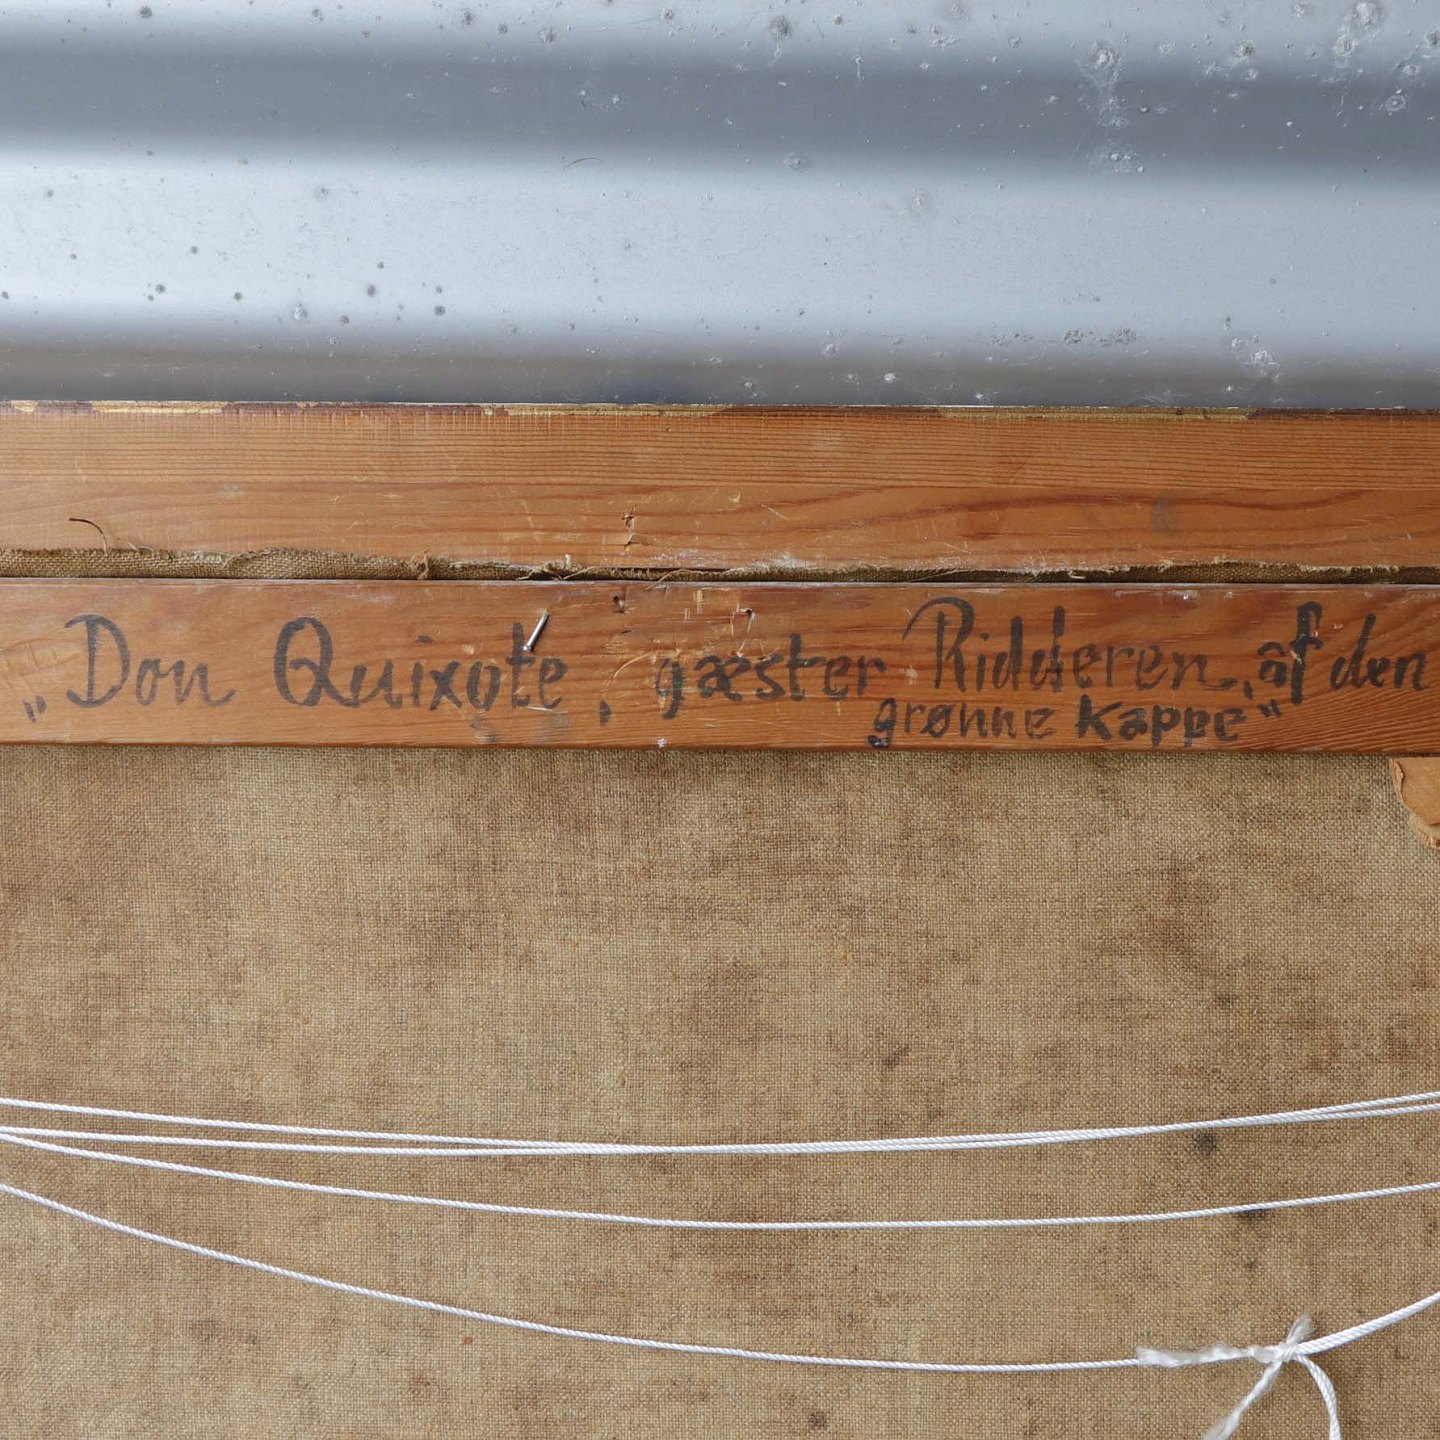 „Don Quixote, gæster Ridderen, af den
grønne Kappe"